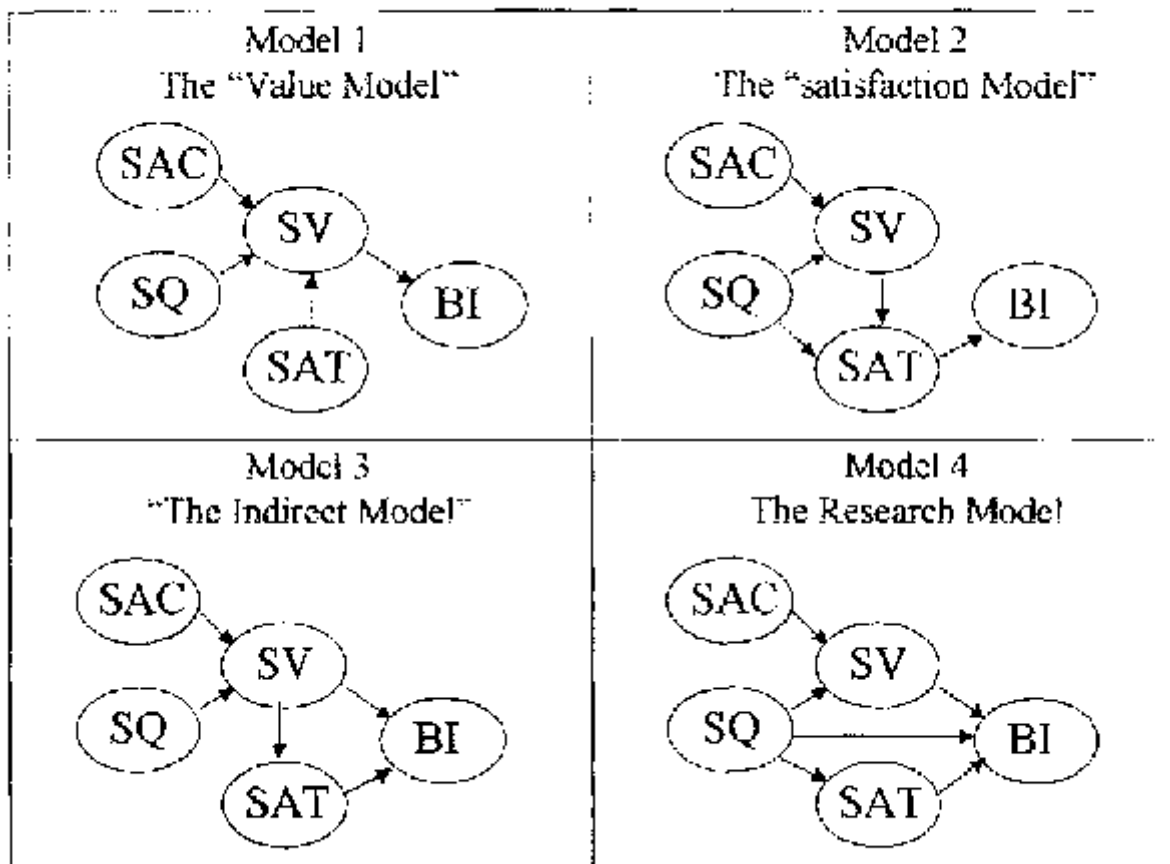 Model 1
The “Value Model”
SAC
SV
SQ
BI
SAT
Model 2
The “satisfaction Model”
SAC
SV
SQ
BI
SAT
Model 3
“The Indirect Model”
SAC
SV
SQ
BI
SAT
Model 4
The Research Model
SAC
SV
SQ
BI
SAT